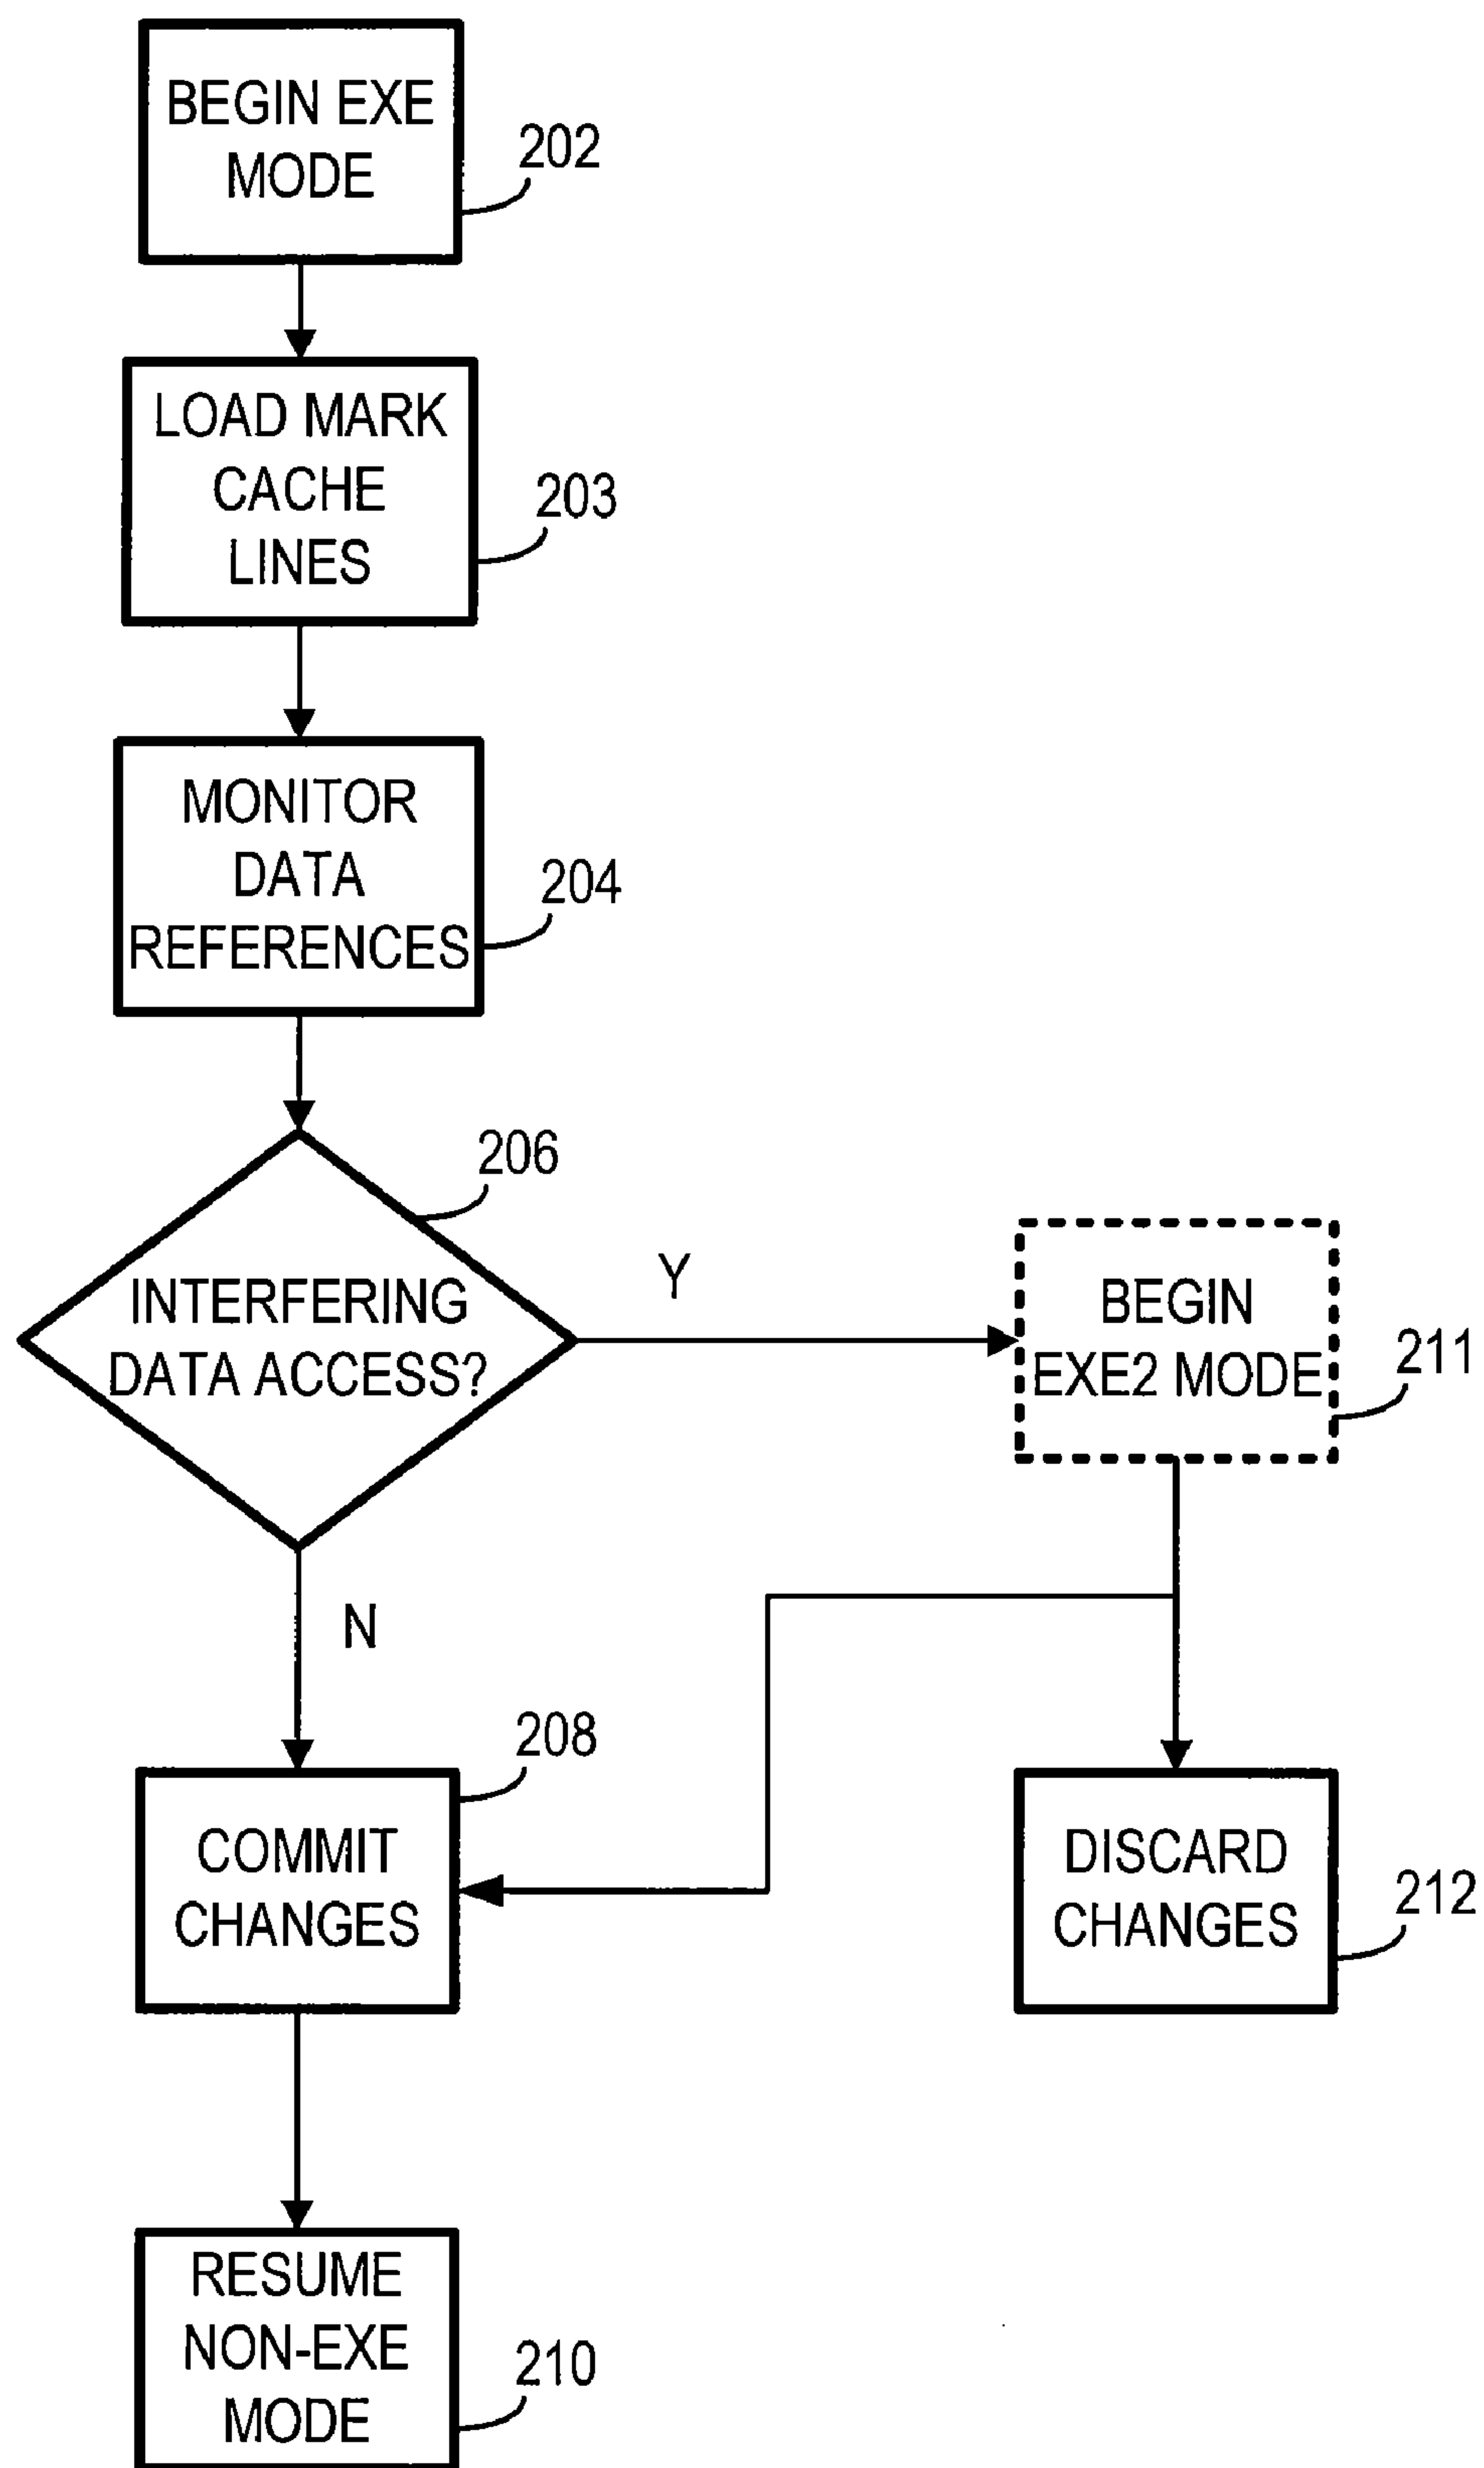 BEGIN EXE
MODE
202
LOAD MARK
CACHE
LINES
203
MONITOR
DATA
REFERENCES
204
206
INTERFERING
DATA ACCESS?
Y
BEGIN
EXE2 MODE
211
N
208
COMMIT
CHANGES
DISCARD
CHANGES
212
RESUME
NON-EXE
MODE
210